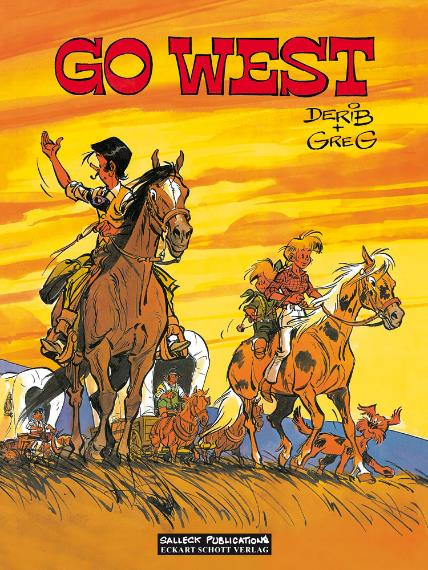 GO WEST
DERIB
+
GREG
SALLECK PUBLICATIONS
ECKART SCHOTT VERLAG